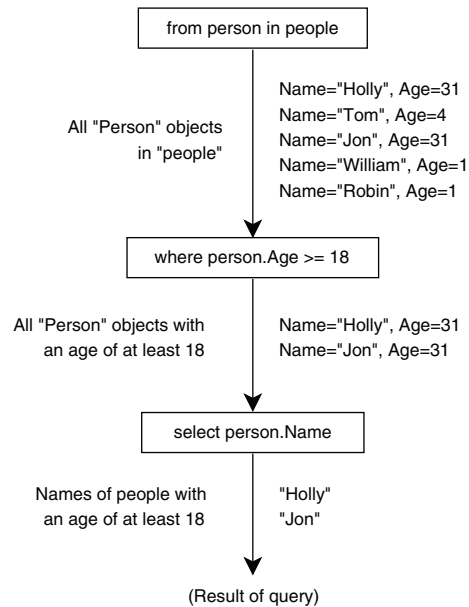 from person in people
All "Person" objects
in "people"
Name="Holly", Age=31
Name="Tom", Age=4
Name="Jon", Age=31
Name="William", Age=1
Name="Robin", Age=1
where person.Age >= 18
All "Person" objects with
an age of at least 18
Name="Holly", Age=31
Name="Jon", Age=31
select person.Name
Names of people with
an age of at least 18
"Holly"
"Jon"
(Result of query)